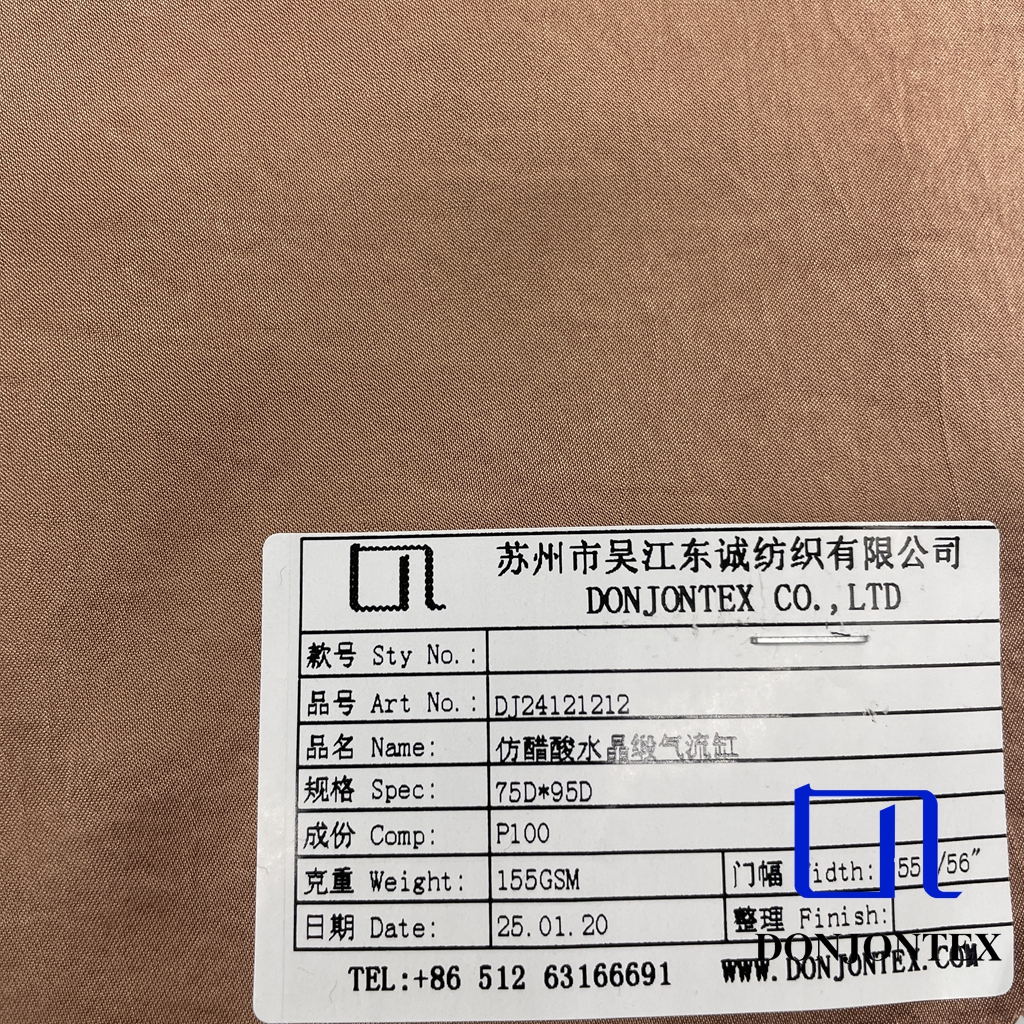 苏州市吴江东诚纺织有限公司
DONJONTEX CO.,LTD
款号 Sty No.:
品号 Art No.: DJ24121212
品名 Name: 仿醋酸水晶缎气流缸
规格 Spec: 75D*95D
成份 Comp: P100
克重 Weight: 155GSM 门幅 Width: 55"/56"
日期 Date: 25.01.20 整理 Finish:
TEL:+86 512 63166691 WWW.DONJONTEX.COM
DONJONTEX